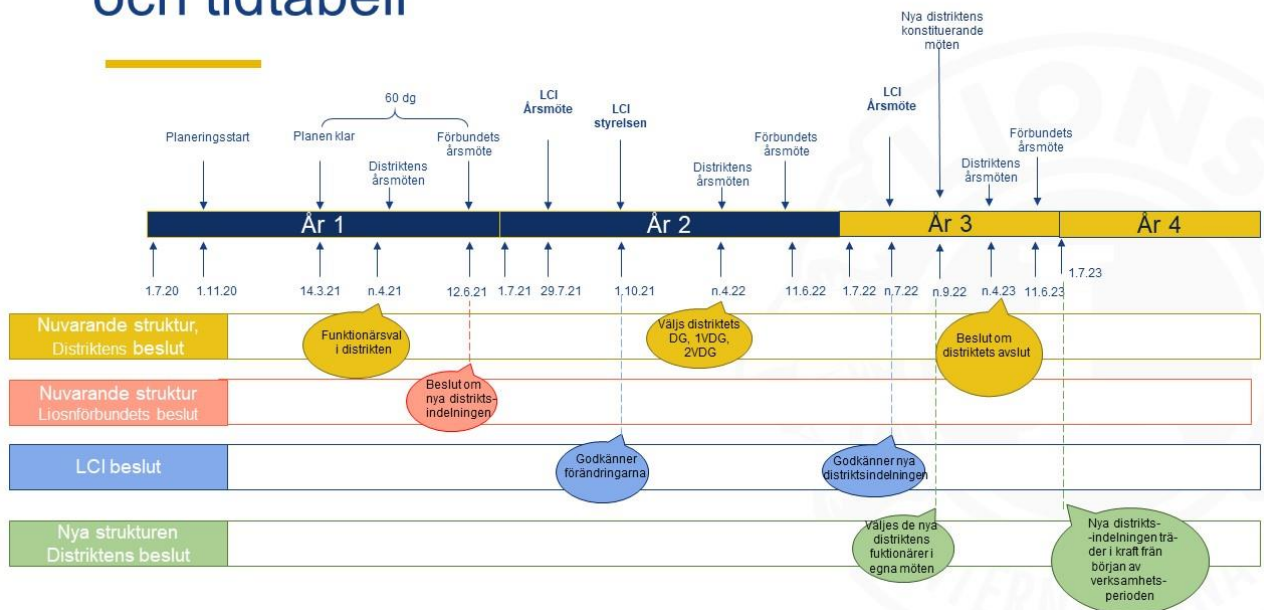 och tidtabell
Nya distriktens
konstituerande
möten
60 dg
LCI
Årsmöte
LCI
styrelsen
LCI
Årsmöte
Planeringsstart
Planen klar
Förbundets
årsmöte
Distriktens
årsmöten
Förbundets
årsmöte
Distriktens
årsmöten
Förbundets
årsmöte
Distriktens
årsmöten
År 1
År 2
År 3
År 4
1.7.20
1.11.20
14.3.21
n.4.21
12.6.21
1.7.21
29.7.21
1.10.21
n.4.22
11.6.22
1.7.22
n.7.22
n.9.22
n.4.23
11.6.23
1.7.23
Nuvarande struktur,
Distriktens beslut
Funktionärsval
i distrikten
Väljs distriktets
DG, 1VDG,
2VDG
Beslut om
distriktets avslut
Nuvarande struktur
Liosnförbundets beslut
Beslut om
nya distrikts-
indelningen
LCI beslut
Godkänner
förändringarna
Godkänner nya
distriktsindelningen
Nya strukturen
Distriktens beslut
Väljes de nya
distriktens
fuktionärer i
egna möten
Nya distrikts-
-indelningen trä-
der i kraft från
början av
verksamhets-
perioden
LIONS